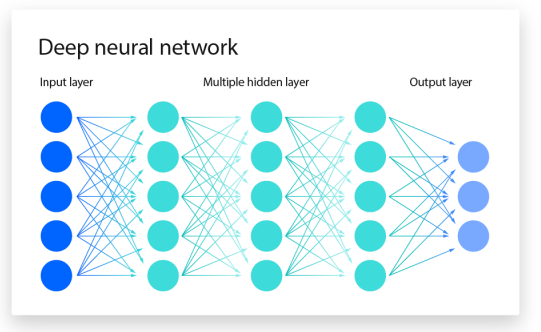 Deep neural network
Input layer
Multiple hidden layer
Output layer